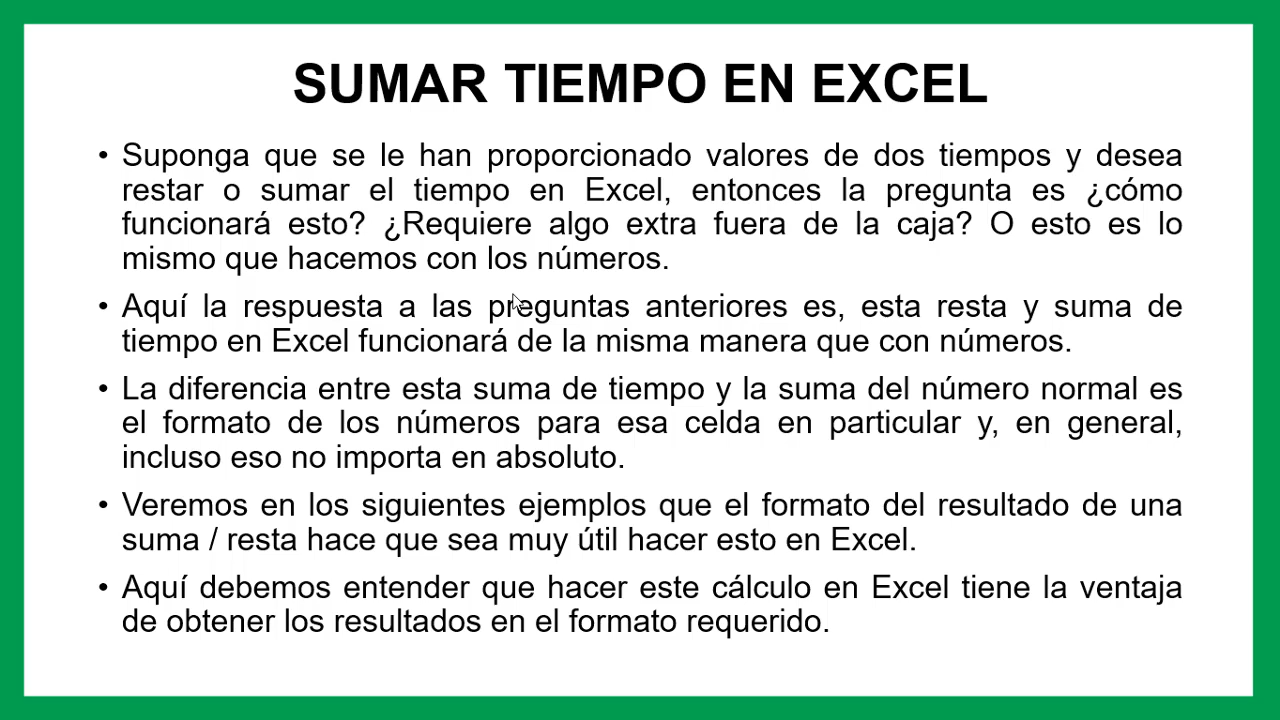 SUMAR TIEMPO EN EXCEL
• Suponga que se le han proporcionado valores de dos tiempos y desea
restar o sumar el tiempo en Excel, entonces la pregunta es ¿cómo
funcionará esto? ¿Requiere algo extra fuera de la caja? O esto es lo
mismo que hacemos con los números.
• Aquí la respuesta a las preguntas anteriores es, esta resta y suma de
tiempo en Excel funcionará de la misma manera que con números.
• La diferencia entre esta suma de tiempo y la suma del número normal es
el formato de los números para esa celda en particular y, en general,
incluso eso no importa en absoluto.
• Veremos en los siguientes ejemplos que el formato del resultado de una
suma / resta hace que sea muy útil hacer esto en Excel.
• Aquí debemos entender que hacer este cálculo en Excel tiene la ventaja
de obtener los resultados en el formato requerido.